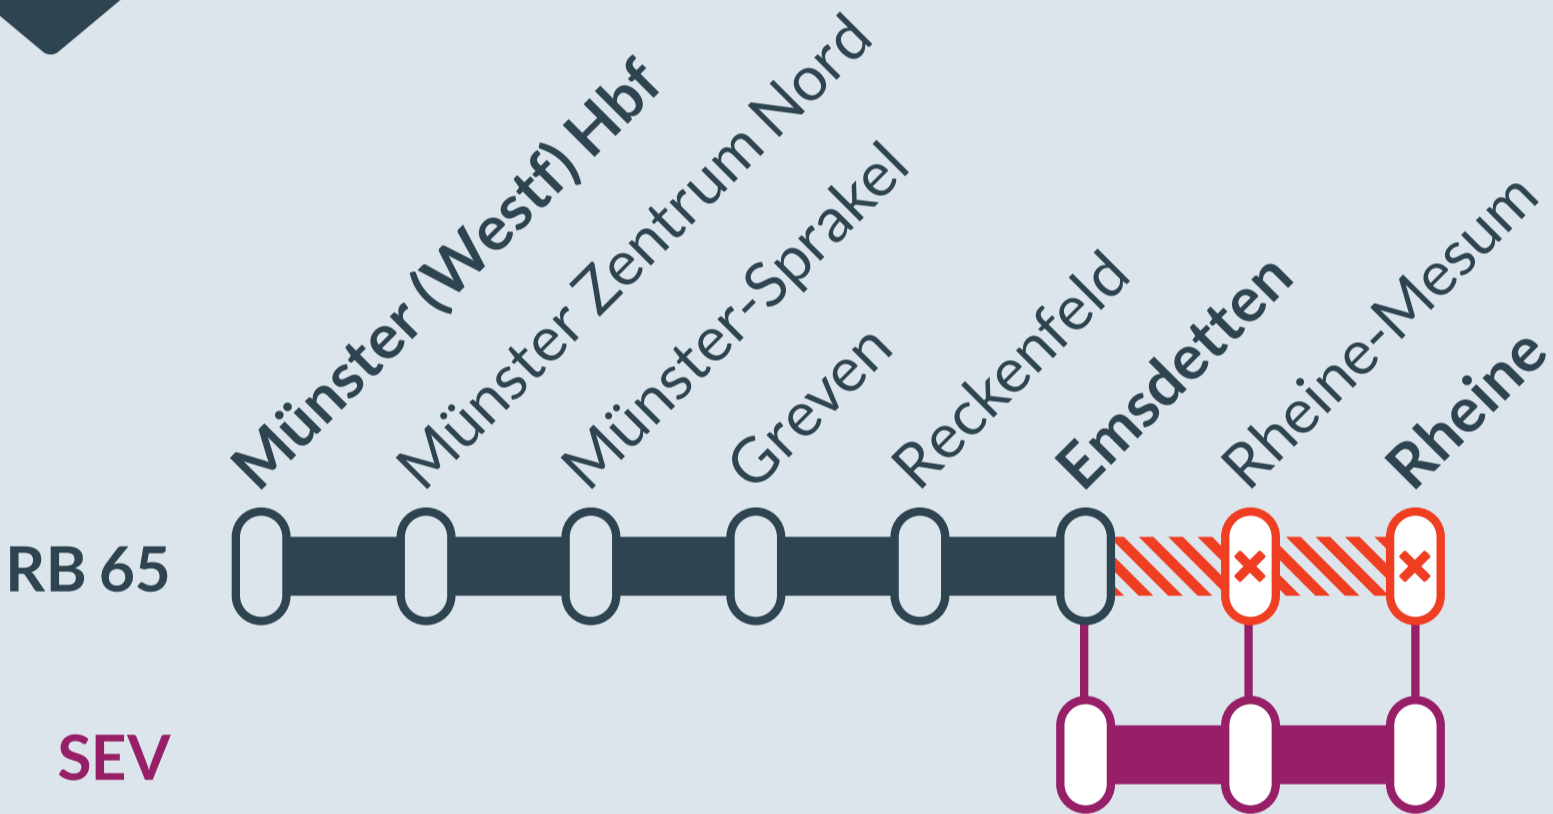 Münster (Westf) Hbf
Münster Zentrum Nord
Münster-Sprakel
Greven
Reckenfeld
Emsdetten
Rheine-Mesum
Rheine
RB 65
SEV